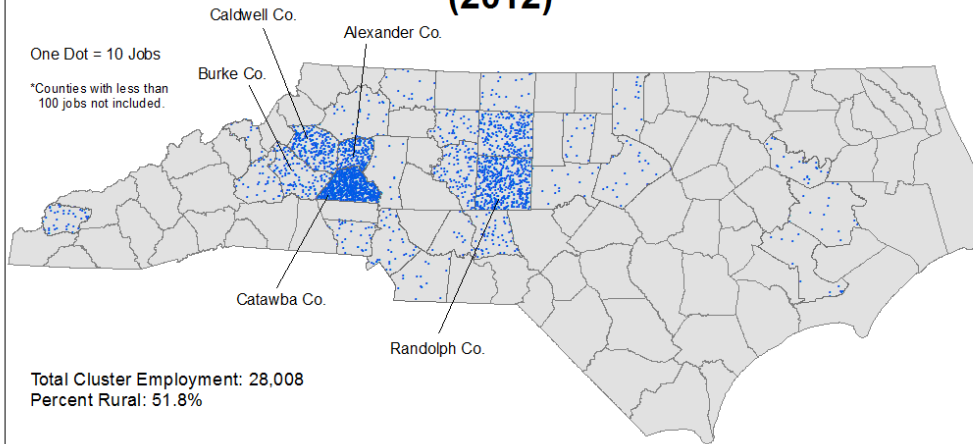 (2012)
Caldwell Co.
Alexander Co.
One Dot = 10 Jobs
Burke Co.
*Counties with less than
100 jobs not included.
Catawba Co.
Randolph Co.
Total Cluster Employment: 28,008
Percent Rural: 51.8%